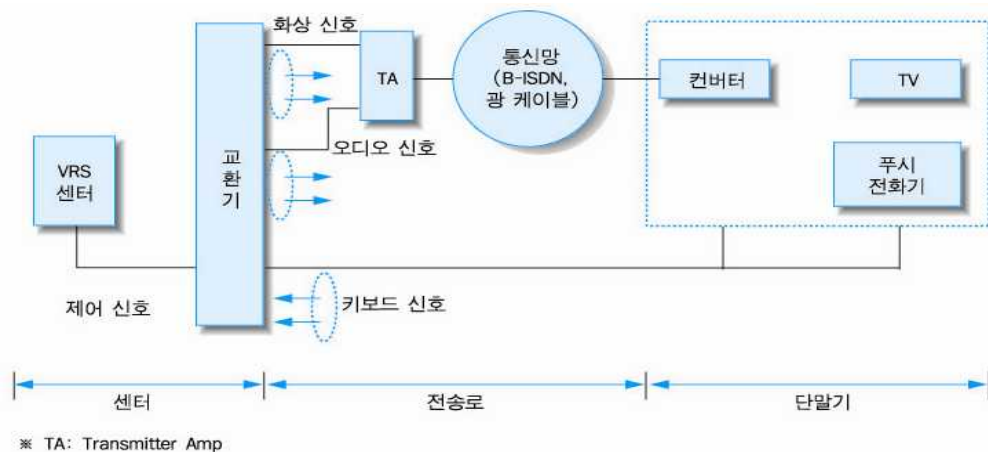 화상 신호
TA
통신망
(B-ISDN,
광 케이블)
컨버터
TV
오디오 신호
교
환
기
VRS
센터
푸시
전화기
제어 신호
키보드 신호
센터
전송로
단말기
※ TA: Transmitter Amp